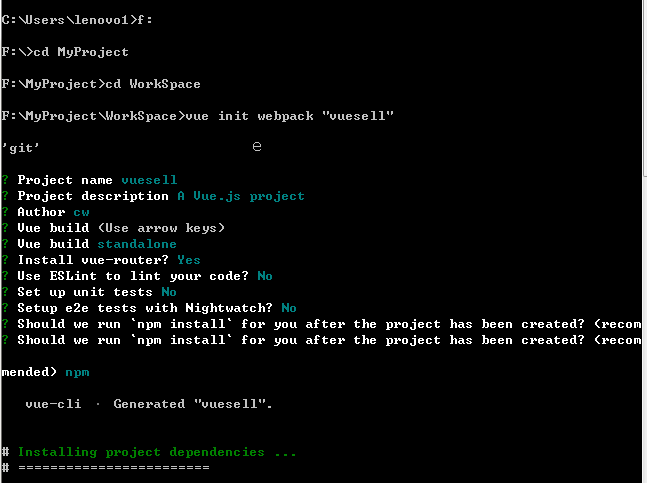 C:\Users\lenovo1>f:
F:\>cd MyProject
F:\MyProject>cd WorkSpace
F:\MyProject\WorkSpace>vue init webpack "vuesell"
'git' e
? Project name vuesell
? Project description A Vue.js project
? Author cw
? Vue build (Use arrow keys)
? Vue build standalone
? Install vue-router? Yes
? Use ESLint to lint your code? No
? Set up unit tests No
? Setup e2e tests with Nightwatch? No
? Should we run `npm install` for you after the project has been created? (recom
? Should we run `npm install` for you after the project has been created? (recom
mended) npm
vue-cli · Generated "vuesell".
# Installing project dependencies ...
# ========================